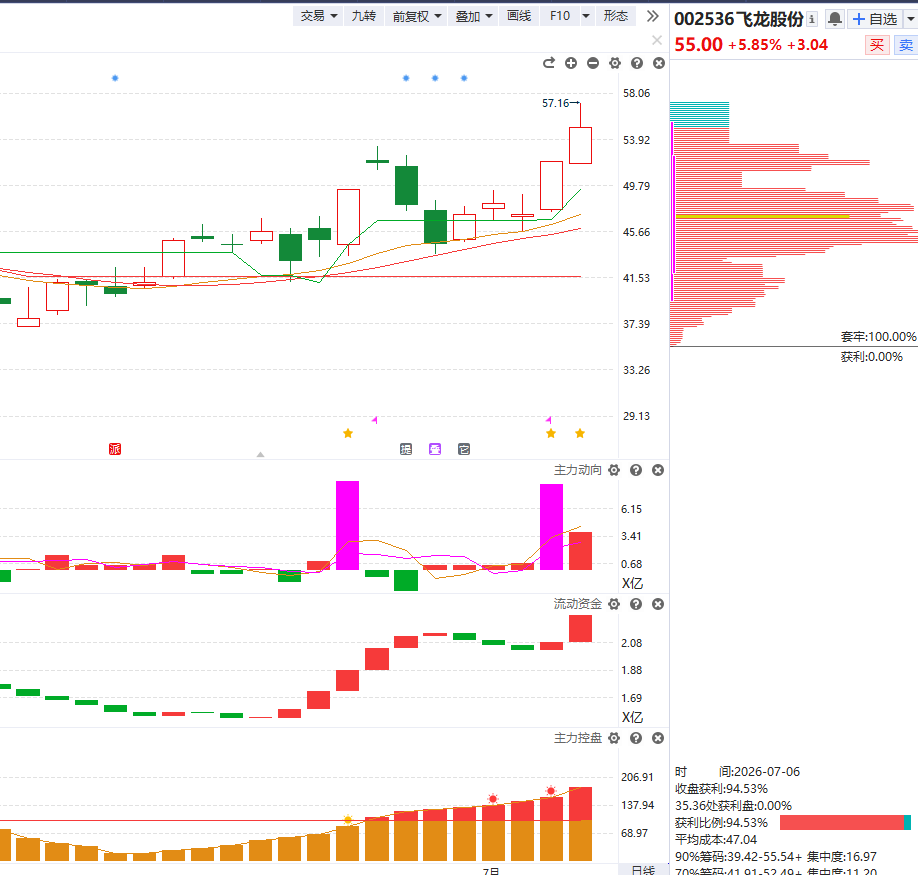 交易 九转 前复权 叠加 画线 F10 形态
002536 飞龙股份
自选
55.00 +5.85% +3.04
买 卖
57.16
58.06
53.92
49.79
45.66
41.53
37.39
33.26
29.13
派 提 它
套牢:100.00%
获利:0.00%
主力动向
6.15
3.41
0.68
X亿
流动资金
2.08
1.88
1.69
X亿
主力控盘
206.91
137.94
68.97
7月
日线
时 间:2026-07-06
收盘获利:94.53%
35.36处获利盘:0.00%
获利比例:94.53%
平均成本:47.04
90%筹码:39.42-55.54+ 集中度:16.97
70%筹码:41.91-52.49+ 集中度:11.20